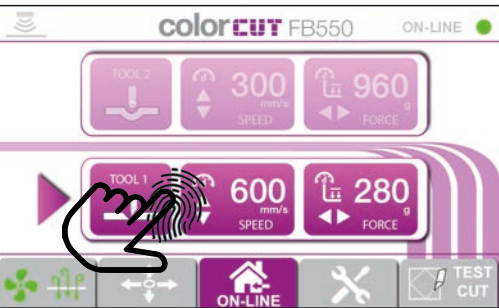 colorCUT FB550 ON-LINE
TOOL 2 300 mm/s SPEED 960 g FORCE
TOOL 1 600 mm/s SPEED 280 g FORCE
ON-LINE
TEST CUT